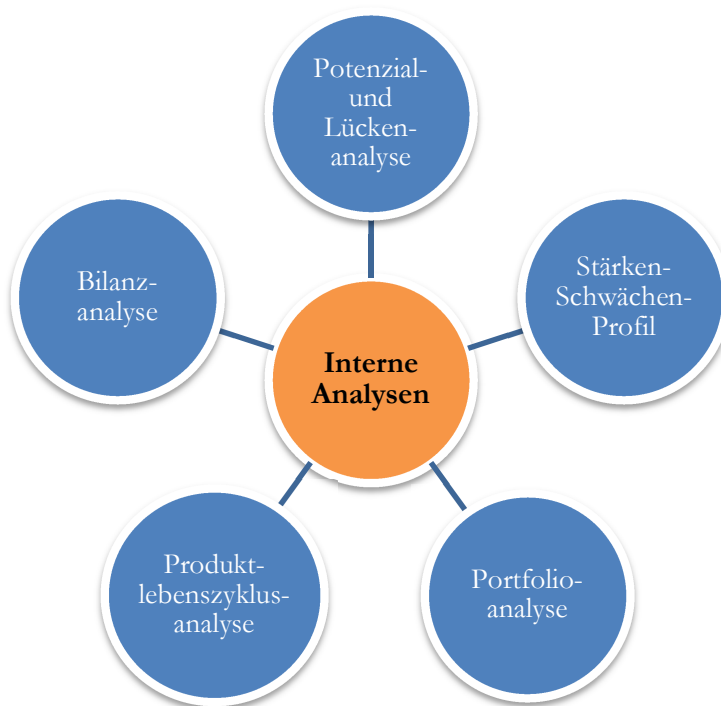 Potenzial-
und
Lücken-
analyse
Bilanz-
analyse
Stärken-
Schwächen-
Profil
Interne
Analysen
Produkt-
lebenszyklus-
analyse
Portfolio-
analyse